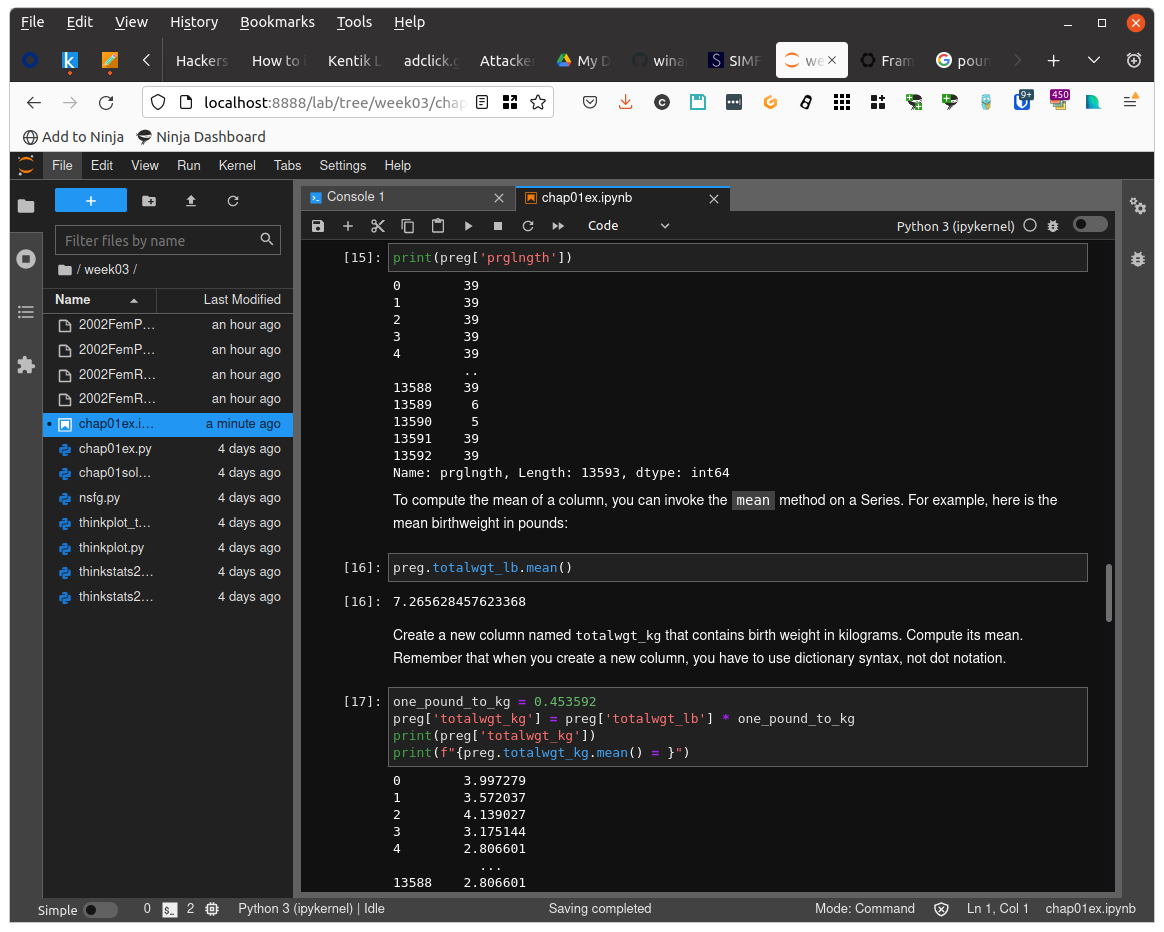 File Edit View History Bookmarks Tools Help
Hackers How to Kentik L adclick.g Attacke My D wina SIMF we Fram poun
localhost:8888/lab/tree/week03/chap 9+ 450
Add to Ninja Ninja Dashboard
File Edit View Run Kernel Tabs Settings Help
Console 1 chap01ex.ipynb
Code Python 3 (ipykernel)
Filter files by name
/ week03 /
Name Last Modified
2002FemP… an hour ago
2002FemP… an hour ago
2002FemR… an hour ago
2002FemR… an hour ago
chap01ex.i… a minute ago
chap01ex.py 4 days ago
chap01sol… 4 days ago
nsfg.py 4 days ago
thinkplot_t… 4 days ago
thinkplot.py 4 days ago
thinkstats2… 4 days ago
thinkstats2… 4 days ago
[15]: print(preg['prglngth'])
0 39
1 39
2 39
3 39
4 39
..
13588 39
13589 6
13590 5
13591 39
13592 39
Name: prglngth, Length: 13593, dtype: int64
To compute the mean of a column, you can invoke the mean method on a Series. For example, here is the
mean birthweight in pounds:
[16]: preg.totalwgt_lb.mean()
[16]: 7.265628457623368
Create a new column named totalwgt_kg that contains birth weight in kilograms. Compute its mean.
Remember that when you create a new column, you have to use dictionary syntax, not dot notation.
[17]: one_pound_to_kg = 0.453592
preg['totalwgt_kg'] = preg['totalwgt_lb'] * one_pound_to_kg
print(preg['totalwgt_kg'])
print(f"{preg.totalwgt_kg.mean() = }")
0 3.997279
1 3.572037
2 4.139027
3 3.175144
4 2.806601
...
13588 2.806601
Simple 0 2 Python 3 (ipykernel) | Idle Saving completed Mode: Command Ln 1, Col 1 chap01ex.ipynb